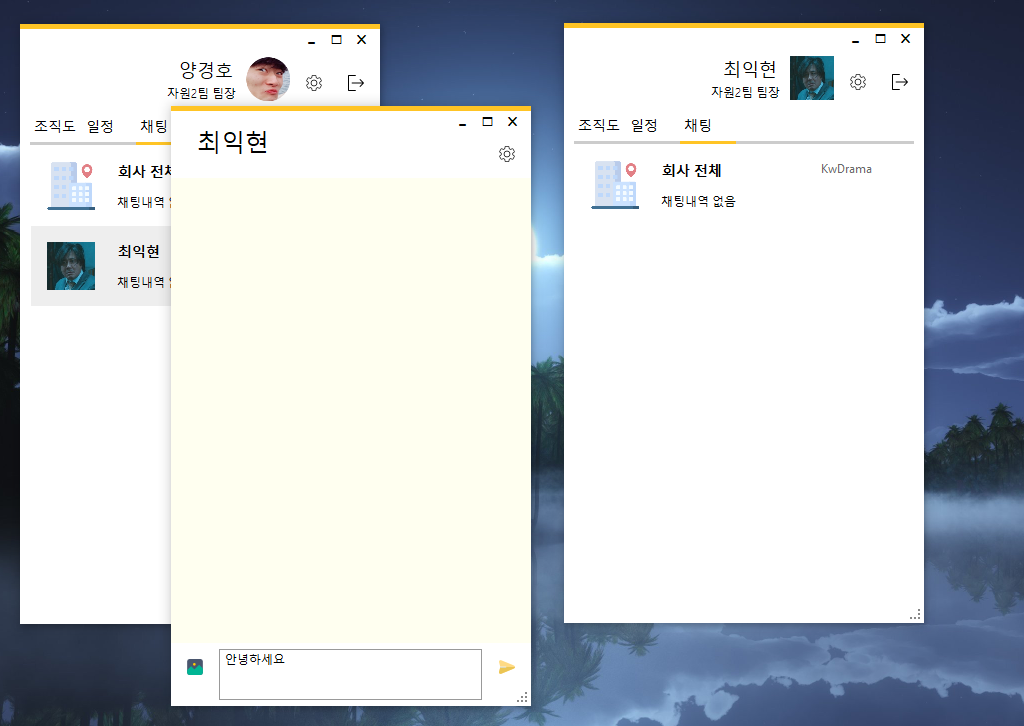 양경호
자원2팀 팀장
조직도 일정 채팅
회사 전체
채팅내역
최익현
채팅내역
최익현
안녕하세요
최익현
자원2팀 팀장
조직도 일정 채팅
회사 전체 KwDrama
채팅내역 없음